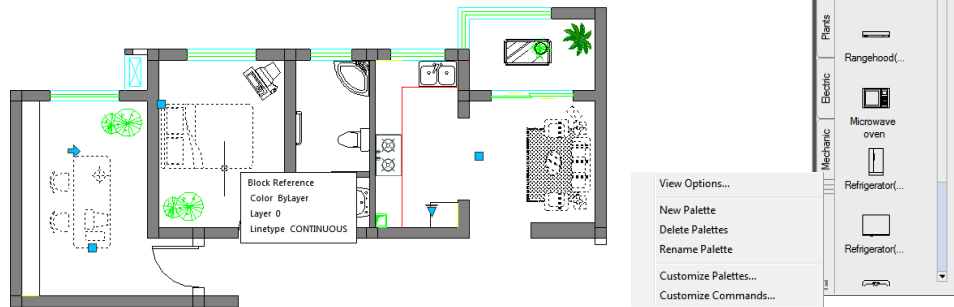 Block Reference
Color ByLayer
Layer 0
Linetype CONTINUOUS
View Options...
New Palette
Delete Palettes
Rename Palette
Customize Palettes...
Customize Commands...
Plants
Electric
Mechanic
Rangehood(...
Microwave
oven
Refrigerator(...
Refrigerator(...